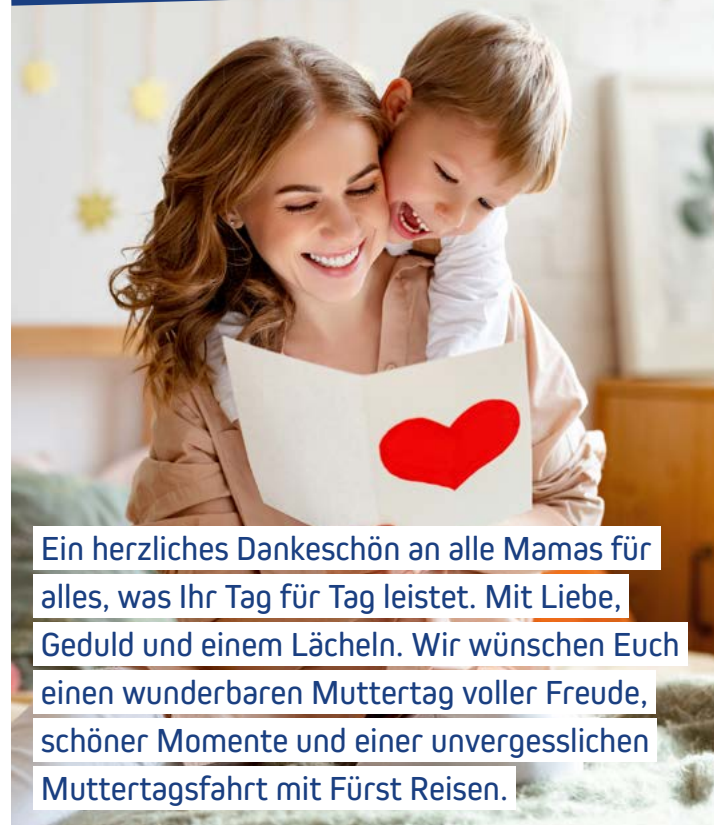 Ein herzliches Dankeschön an alle Mamas für
alles, was Ihr Tag für Tag leistet. Mit Liebe,
Geduld und einem Lächeln. Wir wünschen Euch
einen wunderbaren Muttertag voller Freude,
schöner Momente und einer unvergesslichen
Muttertagsfahrt mit Fürst Reisen.